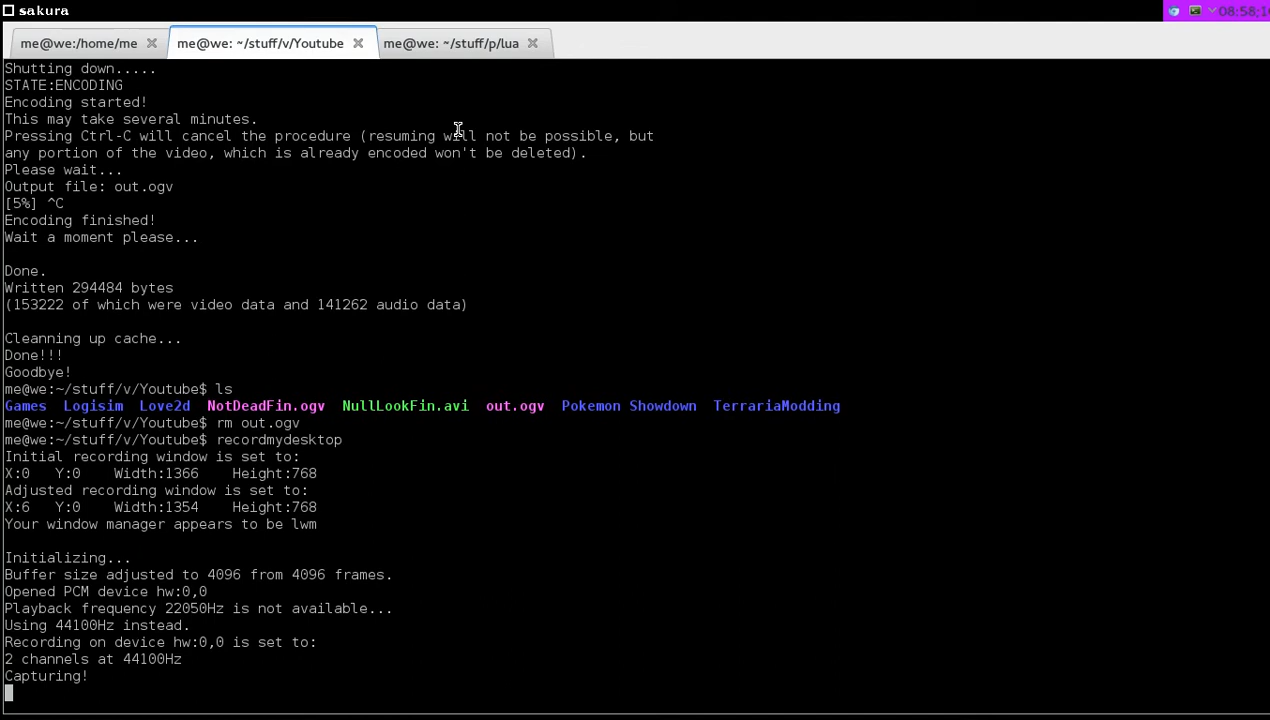 sakura
08:58;1
me@we:/home/me
me@we: ~/stuff/v/Youtube
me@we: ~/stuff/p/lua
Shutting down.....
STATE:ENCODING
Encoding started!
This may take several minutes.
Pressing Ctrl-C will cancel the procedure (resuming will not be possible, but
any portion of the video, which is already encoded won't be deleted).
Please wait...
Output file: out.ogv
[5%] ^C
Encoding finished!
Wait a moment please...
Done.
Written 294484 bytes
(153222 of which were video data and 141262 audio data)
Cleanning up cache...
Done!!!
Goodbye!
me@we:~/stuff/v/Youtube$ ls
Games  Logisim  Love2d  NotDeadFin.ogv  NullLookFin.avi  out.ogv  Pokemon Showdown  TerrariaModding
me@we:~/stuff/v/Youtube$ rm out.ogv
me@we:~/stuff/v/Youtube$ recordmydesktop
Initial recording window is set to:
X:0   Y:0    Width:1366    Height:768
Adjusted recording window is set to:
X:6   Y:0    Width:1354    Height:768
Your window manager appears to be lwm
Initializing...
Buffer size adjusted to 4096 from 4096 frames.
Opened PCM device hw:0,0
Playback frequency 22050Hz is not available...
Using 44100Hz instead.
Recording on device hw:0,0 is set to:
2 channels at 44100Hz
Capturing!